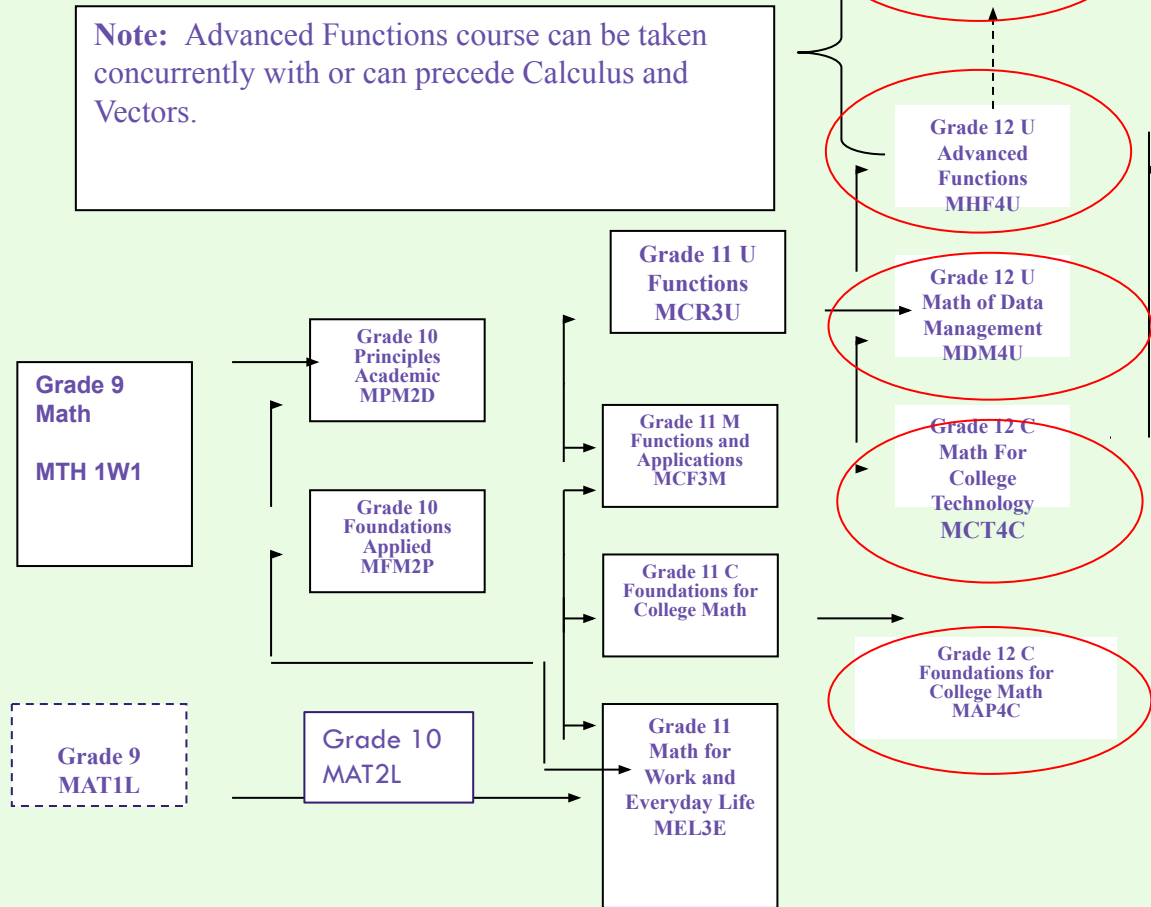 Note:  Advanced Functions course can be taken
concurrently with or can precede Calculus and
Vectors.
Grade 12 U
Advanced
Functions
MHF4U
Grade 11 U
Functions
MCR3U
Grade 12 U
Math of Data
Management
MDM4U
Grade 10
Principles
Academic
MPM2D
Grade 9
Math
MTH 1W1
Grade 11 M
Functions and
Applications
MCF3M
Grade 12 C
Math For
College
Technology
MCT4C
Grade 10
Foundations
Applied
MFM2P
Grade 11 C
Foundations for
College Math
Grade 12 C
Foundations for
College Math
MAP4C
Grade 9
MAT1L
Grade 10
MAT2L
Grade 11
Math for
Work and
Everyday Life
MEL3E